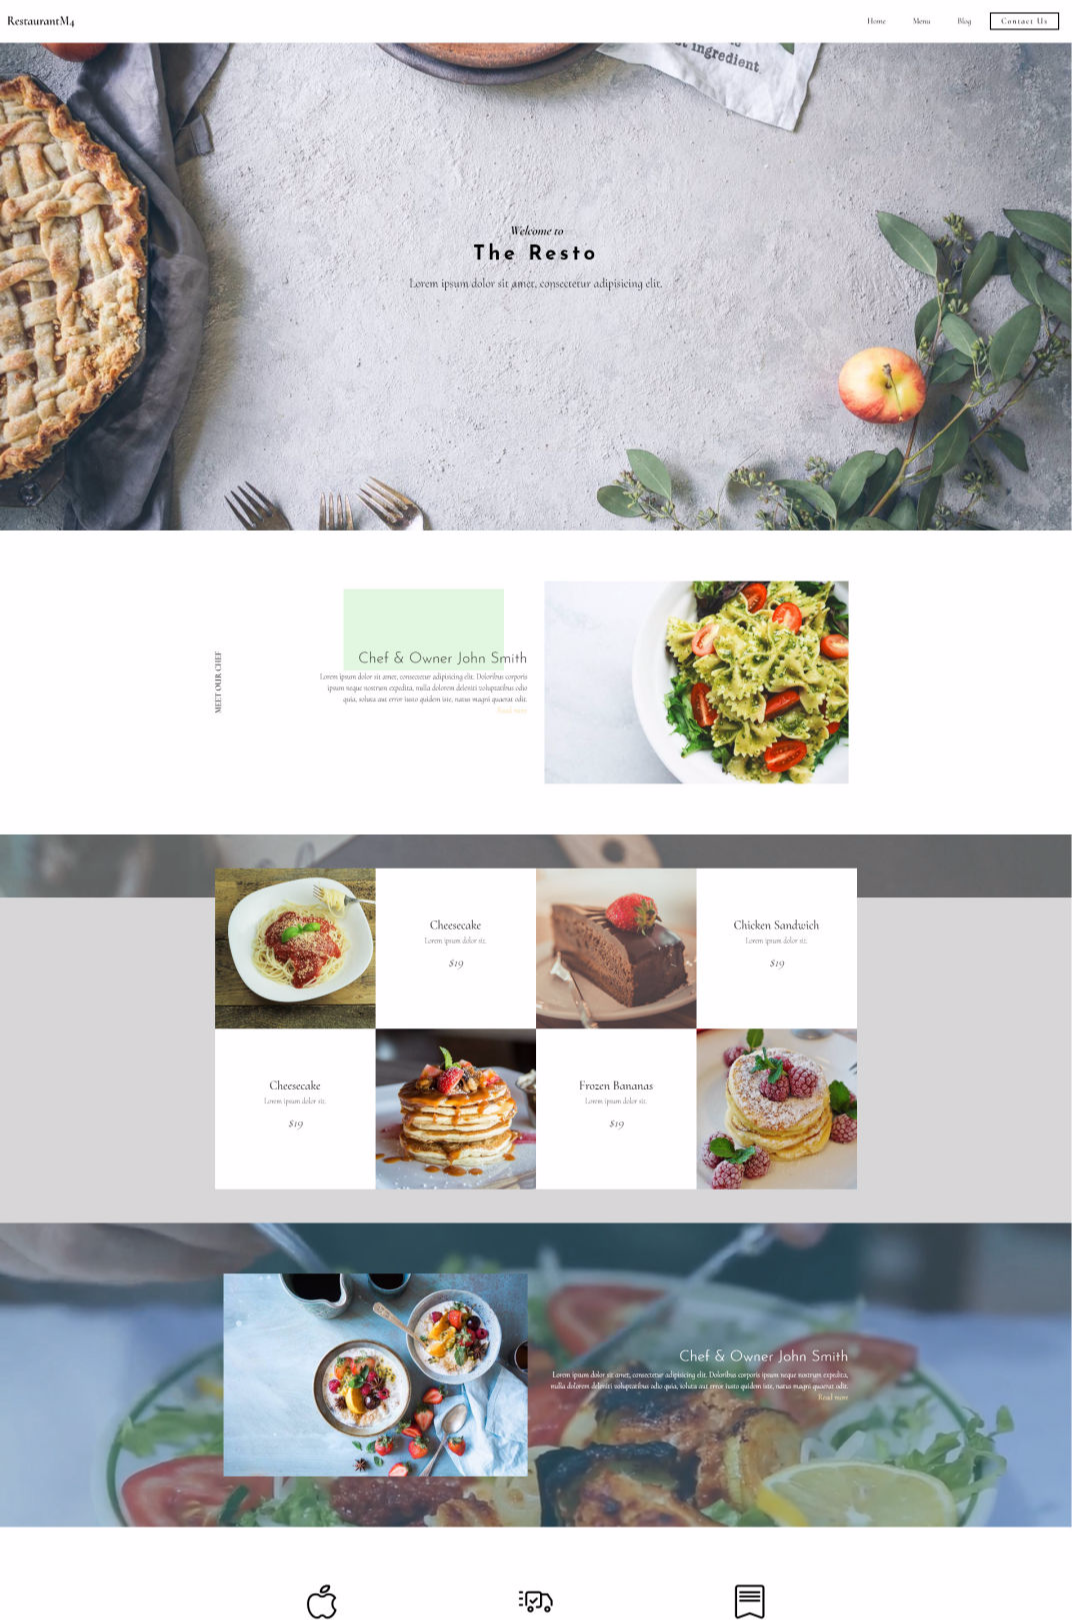 RestaurantM4
Home Menu Blog Contact Us
ingredient
Welcome to
The Resto
Lorem ipsum dolor sit amet, consectetur adipisicing elit.
MEET OUR CHEF
Chef & Owner John Smith
Lorem ipsum dolor sit amet, consectetur adipisicing elit. Doloribus corporis
ipsum neque nostrum expedita, nulla dolorem deleniti voluptatibus odio
quia, soluta aut error iusto quidem iste, natus magni quaerat odit.
Read more
Cheesecake
Lorem ipsum dolor sit.
$19
Chicken Sandwich
Lorem ipsum dolor sit.
$19
Cheesecake
Lorem ipsum dolor sit.
$19
Frozen Bananas
Lorem ipsum dolor sit.
$19
Chef & Owner John Smith
Lorem ipsum dolor sit amet, consectetur adipisicing elit. Doloribus corporis ipsum neque nostrum expedita,
nulla dolorem deleniti voluptatibus odio quia, soluta aut error iusto quidem iste, natus magni quaerat odit.
Read more